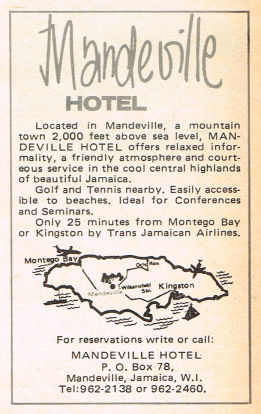 Mandeville
HOTEL
Located in Mandeville, a mountain
town 2,000 feet above sea level, MAN-
DEVILLE HOTEL offers relaxed infor-
mality, a friendly atmosphere and court-
eous service in the cool central highlands
of beautiful Jamaica.
Golf and Tennis nearby. Easily access-
ible to beaches. Ideal for Conferences
and Seminars.
Only 25 minutes from Montego Bay
or Kingston by Trans Jamaican Airlines.
Montego Bay
Ocho Rios
Mandeville
Williamsfield
Stn.
Kingston
For reservations write or call:
MANDEVILLE HOTEL
P. O. Box 78,
Mandeville, Jamaica, W.I.
Tel:962-2138 or 962-2460.